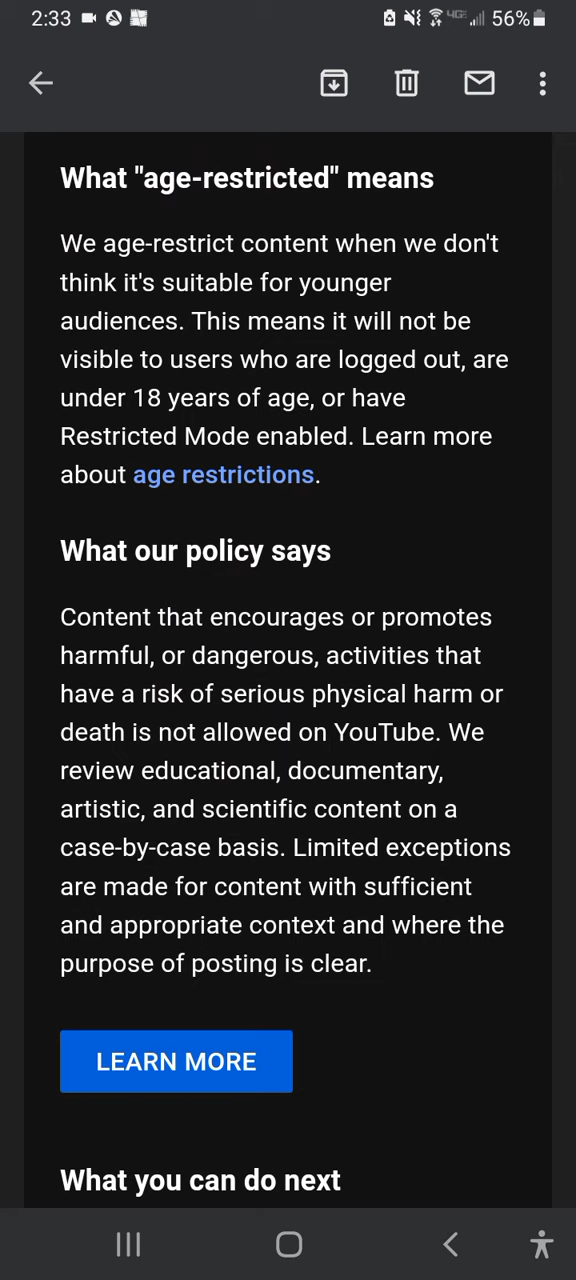 2:33
4GE
56%
What "age-restricted" means
We age-restrict content when we don't
think it's suitable for younger
audiences. This means it will not be
visible to users who are logged out, are
under 18 years of age, or have
Restricted Mode enabled. Learn more
about age restrictions.
What our policy says
Content that encourages or promotes
harmful, or dangerous, activities that
have a risk of serious physical harm or
death is not allowed on YouTube. We
review educational, documentary,
artistic, and scientific content on a
case-by-case basis. Limited exceptions
are made for content with sufficient
and appropriate context and where the
purpose of posting is clear.
LEARN MORE
What you can do next